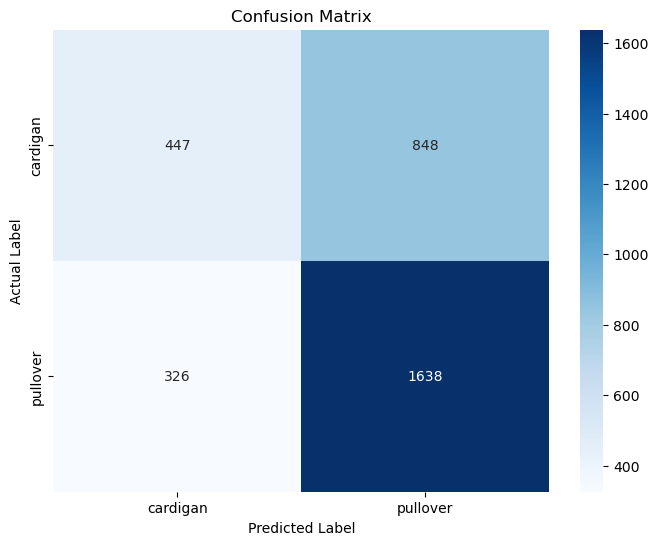 Confusion Matrix
cardigan
447
848
pullover
326
1638
Actual Label
cardigan
pullover
Predicted Label
1600
1400
1200
1000
800
600
400